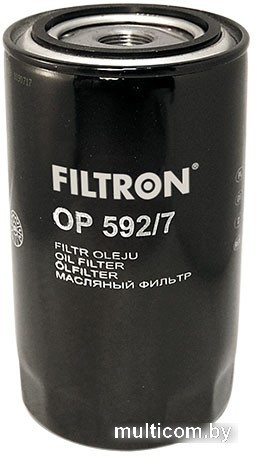 FILTRON®
OP 592/7
FILTR OLEJU
OIL FILTER
ÖLFILTER
МАСЛЯНЫЙ ФИЛЬТР
multicom.by